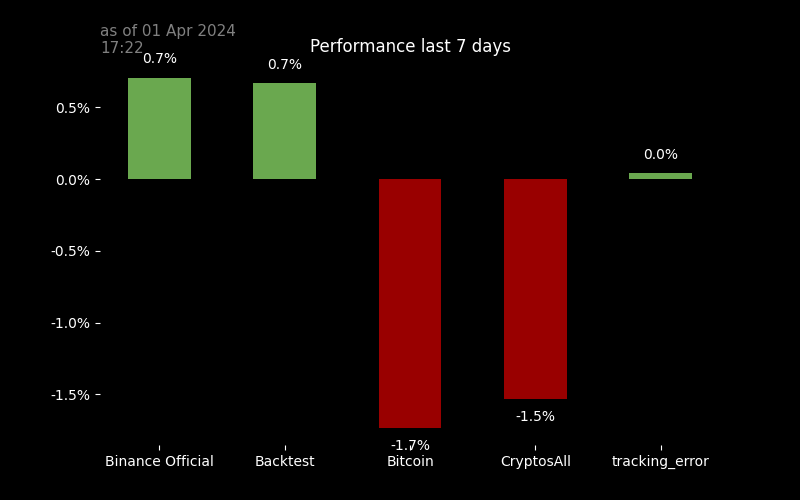 as of 01 Apr 2024
17:22
Performance last 7 days
0.7%
0.7%
0.5%
0.0%
0.0%
-0.5%
-1.0%
-1.5%
-1.5%
-1.7%
Binance Official
Backtest
Bitcoin
CryptosAll
tracking_error